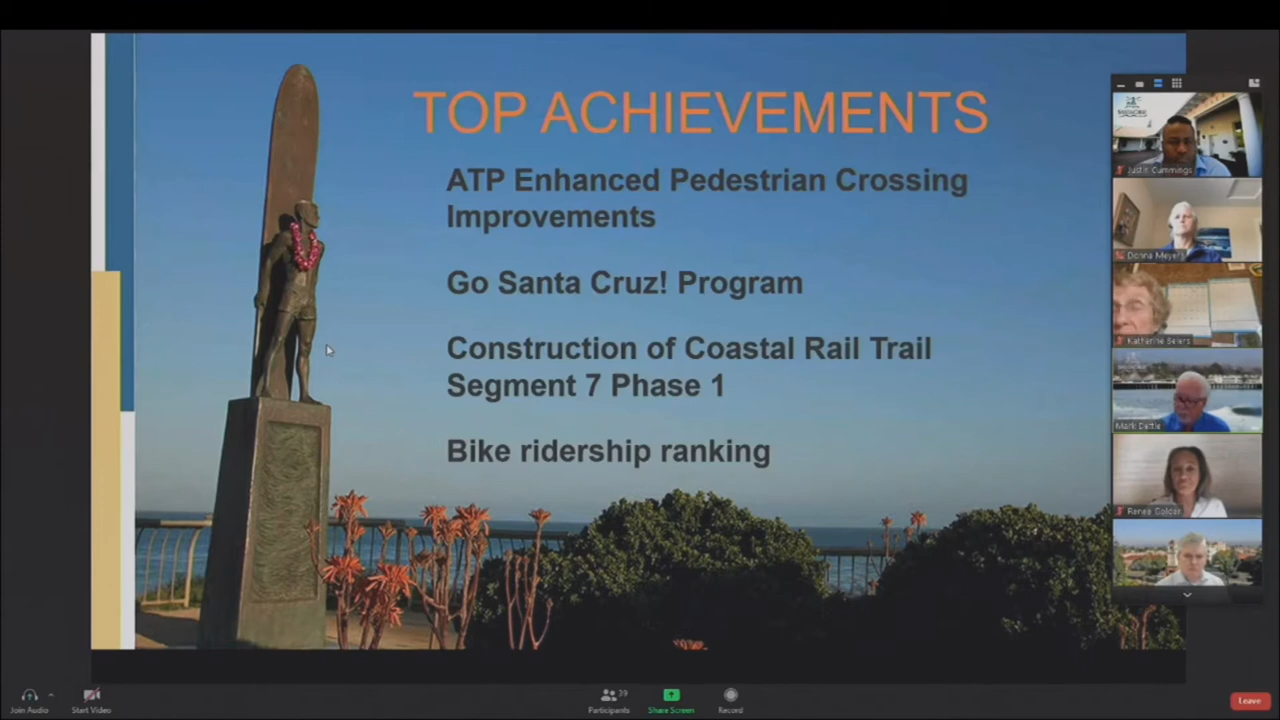 TOP ACHIEVEMENTS
ATP Enhanced Pedestrian Crossing
Improvements
Go Santa Cruz! Program
Construction of Coastal Rail Trail
Segment 7 Phase 1
Bike ridership ranking
Justin Cummings
Donna Meyers
Katherine Beiers
Mark Dettle
Renee Golder
Join Audio
Start Video
39
Participants
Share Screen
Record
Leave